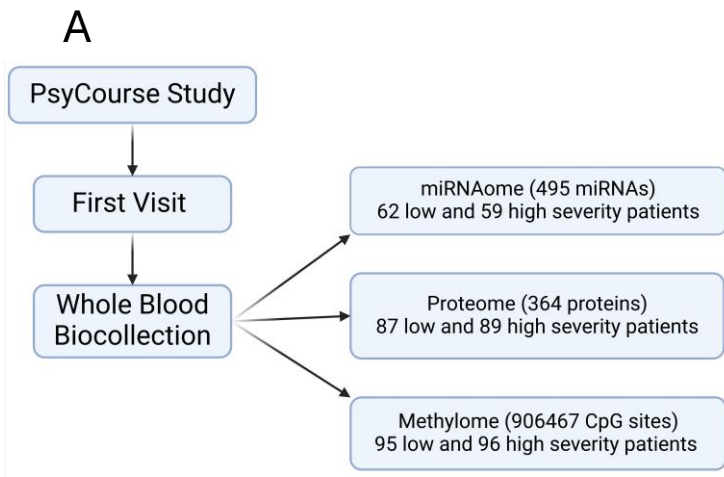 A
PsyCourse Study
First Visit
Whole Blood
Biocollection
miRNAome (495 miRNAs)
62 low and 59 high severity patients
Proteome (364 proteins)
87 low and 89 high severity patients
Methylome (906467 CpG sites)
95 low and 96 high severity patients